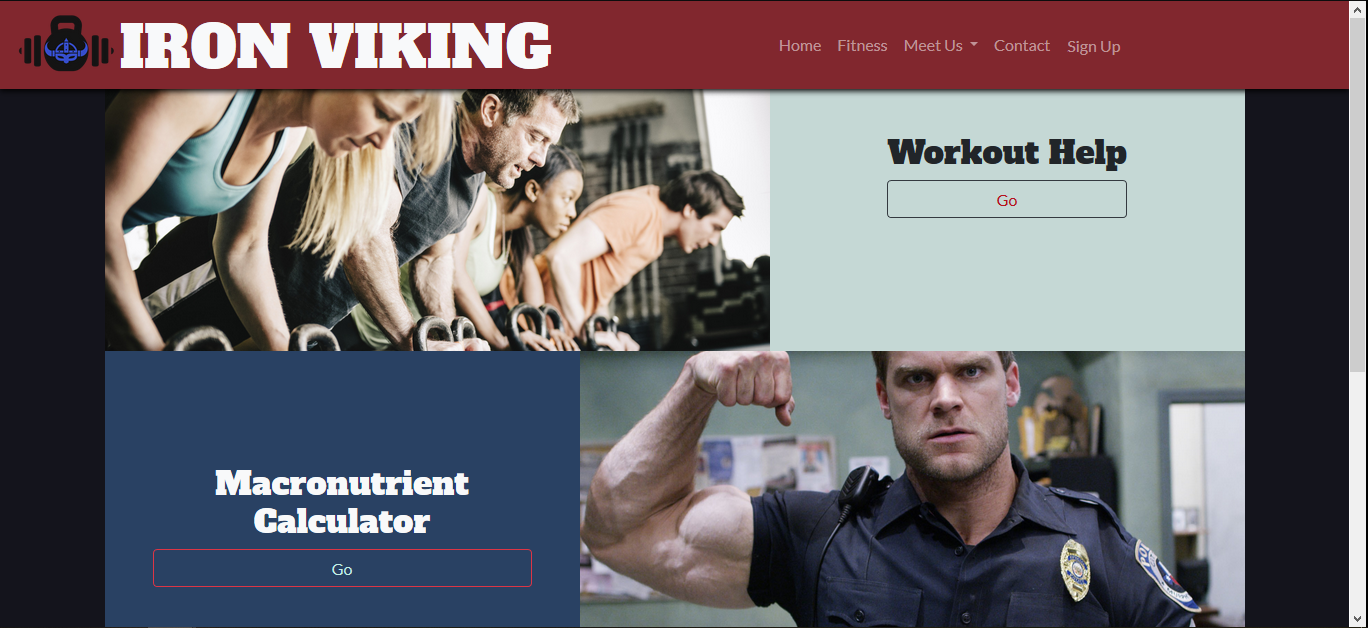 IRON VIKING
Home Fitness Meet Us Contact Sign Up
Workout Help
Go
Macronutrient
Calculator
Go